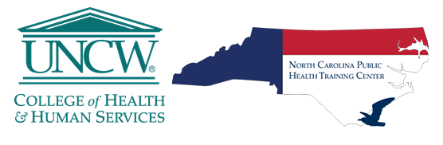 UNCW®
COLLEGE of HEALTH
& HUMAN SERVICES
NORTH CAROLINA PUBLIC
HEALTH TRAINING CENTER